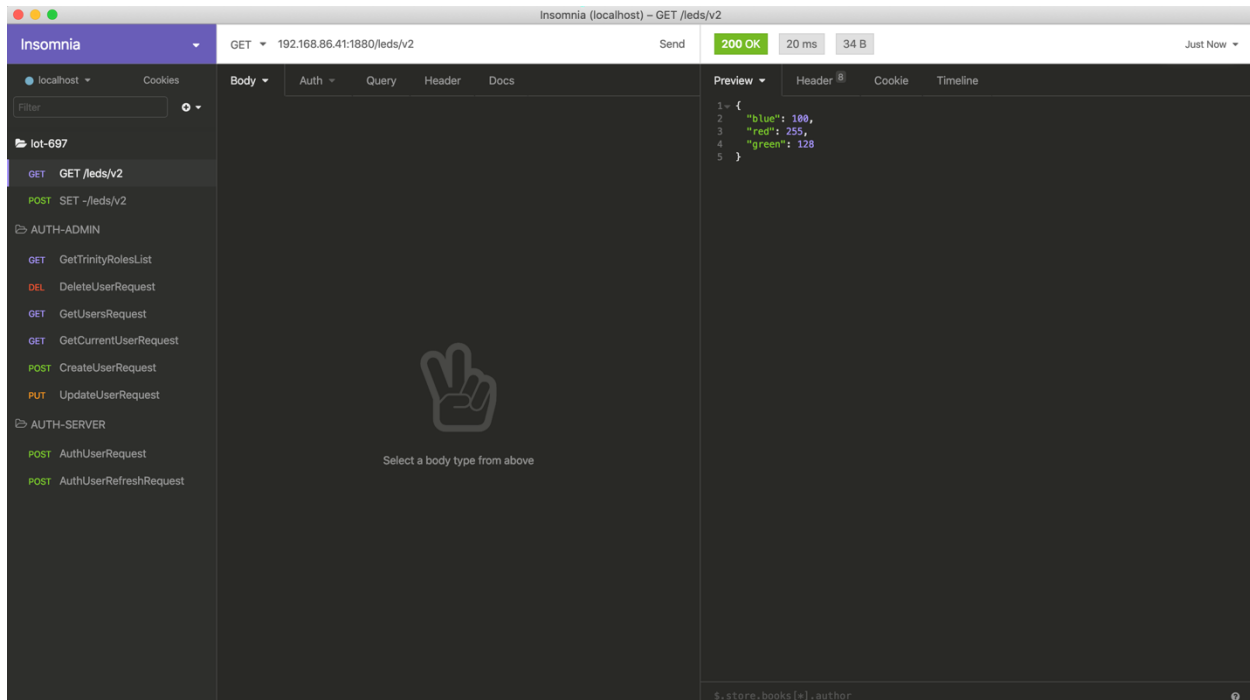 Insomnia (localhost) – GET /leds/v2
Insomnia
GET 192.168.86.41:1880/leds/v2 Send
200 OK 20 ms 34 B Just Now
localhost Cookies
Filter
Iot-697
GET GET /leds/v2
POST SET -/leds/v2
AUTH-ADMIN
GET GetTrinityRolesList
DEL DeleteUserRequest
GET GetUsersRequest
GET GetCurrentUserRequest
POST CreateUserRequest
PUT UpdateUserRequest
AUTH-SERVER
POST AuthUserRequest
POST AuthUserRefreshRequest
Body Auth Query Header Docs
Select a body type from above
Preview Header 8 Cookie Timeline
1 {
2 "blue": 100,
3 "red": 255,
4 "green": 128
5 }
$.store.books[*].author